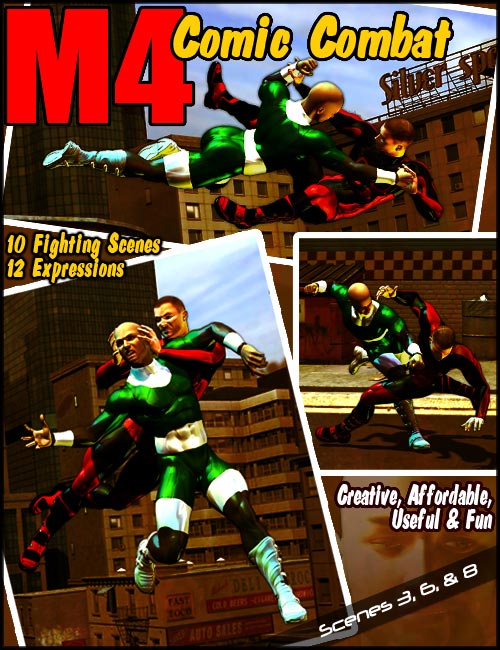 M4
Comic Combat
Silver
10 Fighting Scenes
12 Expressions
Creative, Affordable,
Useful & Fun
FAST
FOOD
DELI
COLD BEERS
AUTO SALES
Scenes 3, 6, & 8